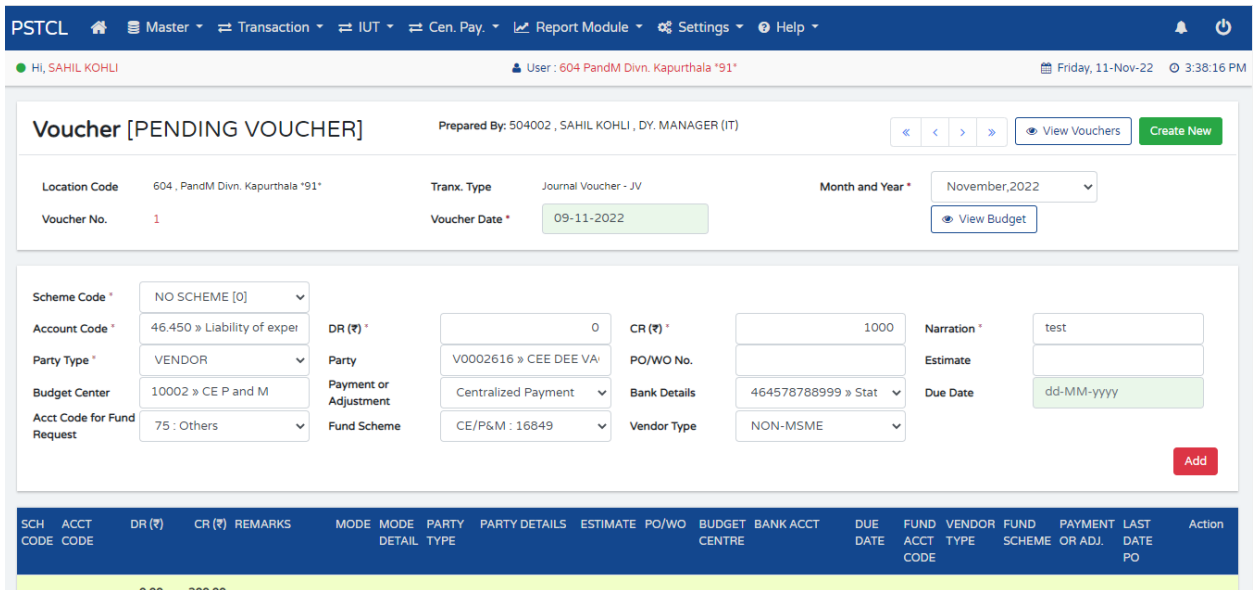 PSTCL Master Transaction IUT Cen. Pay. Report Module Settings Help
Hi, SAHIL KOHLI User : 604 PandM Divn. Kapurthala *91* Friday, 11-Nov-22 3:38:16 PM
Voucher [PENDING VOUCHER] Prepared By: 504002 , SAHIL KOHLI , DY. MANAGER (IT) « ‹ › » View Vouchers Create New
Location Code 604 , PandM Divn. Kapurthala *91* Tranx. Type Journal Voucher - JV Month and Year * November,2022
Voucher No. 1 Voucher Date * 09-11-2022 View Budget
Scheme Code * NO SCHEME [0]
Account Code * 46.450 » Liability of exper DR (₹) * 0 CR (₹) * 1000 Narration * test
Party Type * VENDOR Party V0002616 » CEE DEE VA PO/WO No. Estimate
Budget Center 10002 » CE P and M Payment or Adjustment Centralized Payment Bank Details 464578788999 » Stat Due Date dd-MM-yyyy
Acct Code for Fund Request 75 : Others Fund Scheme CE/P&M : 16849 Vendor Type NON-MSME
Add
SCH ACCT DR (₹) CR (₹) REMARKS MODE MODE PARTY PARTY DETAILS ESTIMATE PO/WO BUDGET BANK ACCT DUE FUND VENDOR FUND PAYMENT LAST Action
CODE CODE DETAIL TYPE CENTRE DATE ACCT TYPE SCHEME OR ADJ. DATE
CODE PO